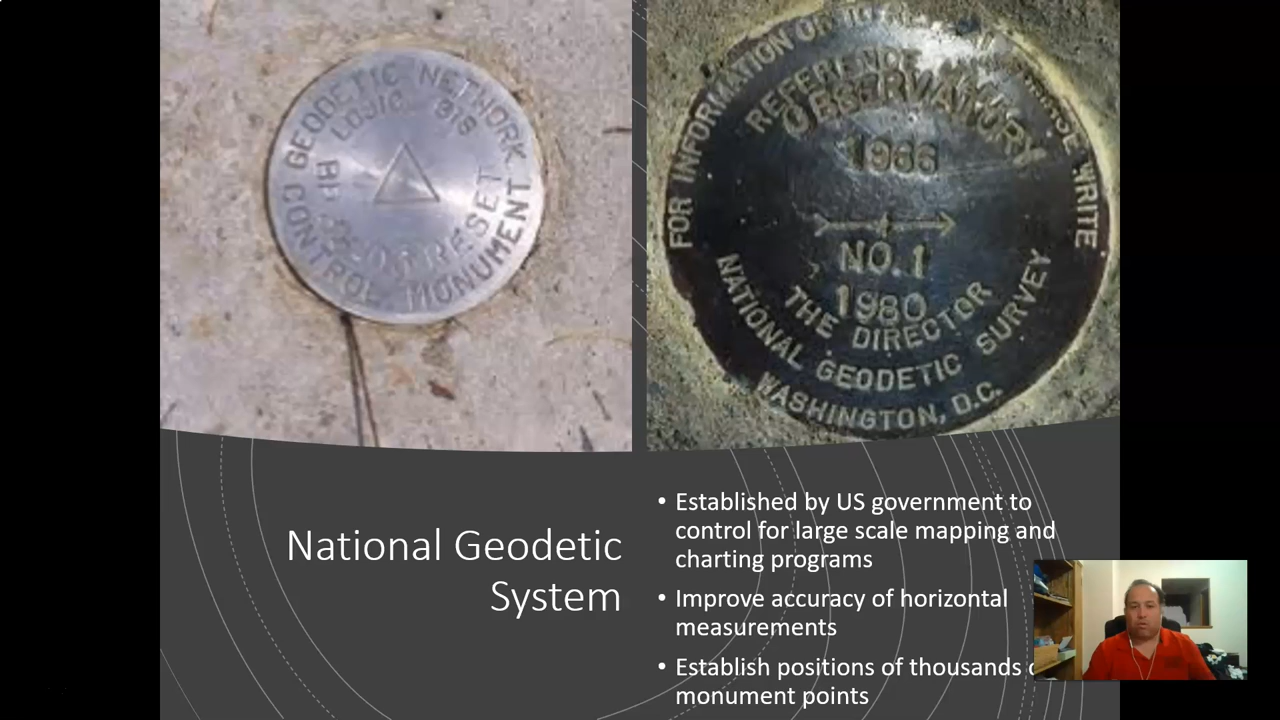 GEODETIC NETWORK
CONTROL MONUMENT
RESET
FOR INFORMATION
WRITE
REFERENCE
OBSERVATORY
1986
NO. 1
1980
THE DIRECTOR
NATIONAL GEODETIC SURVEY
WASHINGTON, D.C.
National Geodetic
System
• Established by US government to
control for large scale mapping and
charting programs
• Improve accuracy of horizontal
measurements
• Establish positions of thousands
monument points